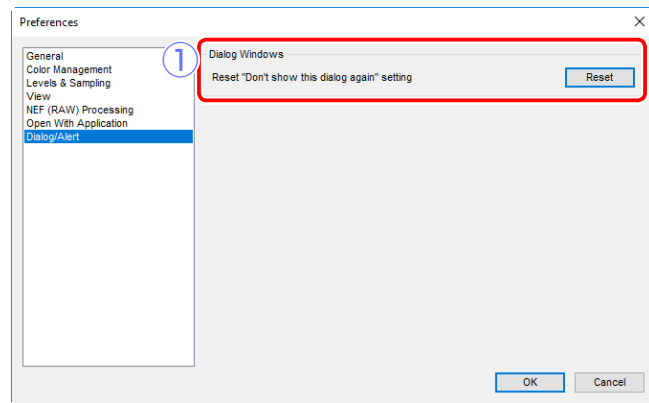 Preferences
General
Color Management
Levels & Sampling
View
NEF (RAW) Processing
Open With Application
Dialog/Alert
1
Dialog Windows
Reset "Don't show this dialog again" setting
Reset
OK
Cancel